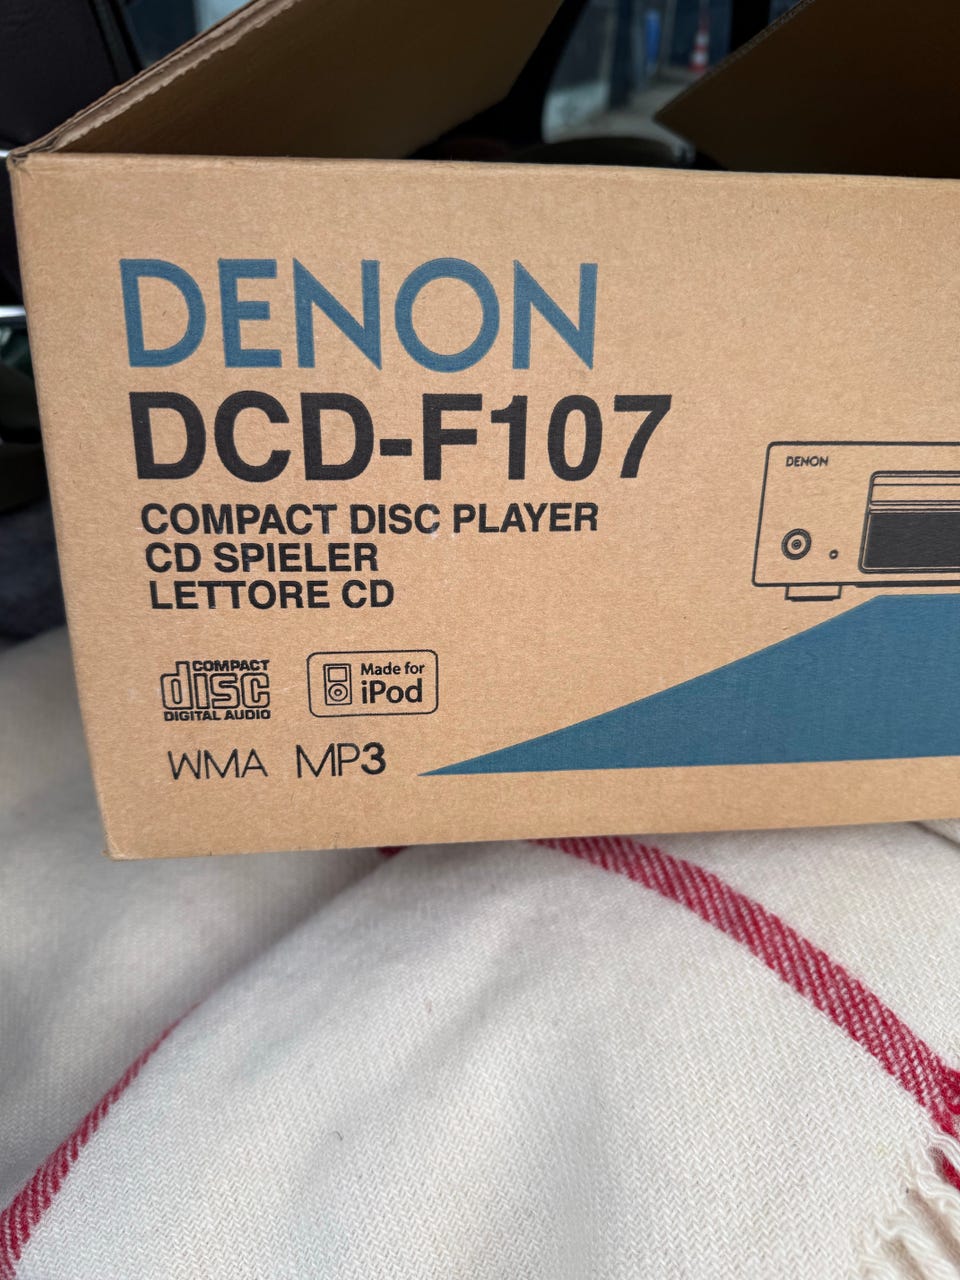 DENON
DCD-F107
COMPACT DISC PLAYER
CD SPIELER
LETTORE CD
DENON
COMPACT
disc
DIGITAL AUDIO
Made for
iPod
WMA MP3